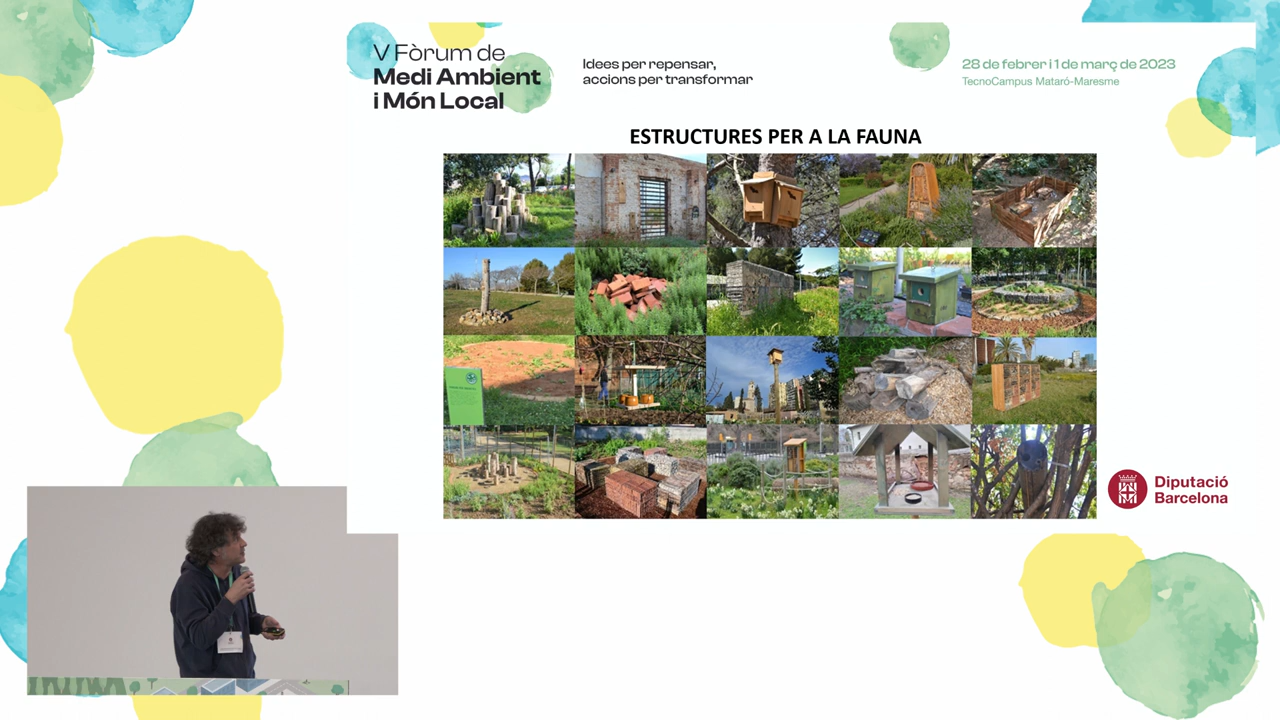 V Fòrum de
Medi Ambient
i Món Local
Idees per repensar,
accions per transformar
28 de febrer i 1 de març de 2023
TecnoCampus Mataró-Maresme
ESTRUCTURES PER A LA FAUNA
Diputació
Barcelona